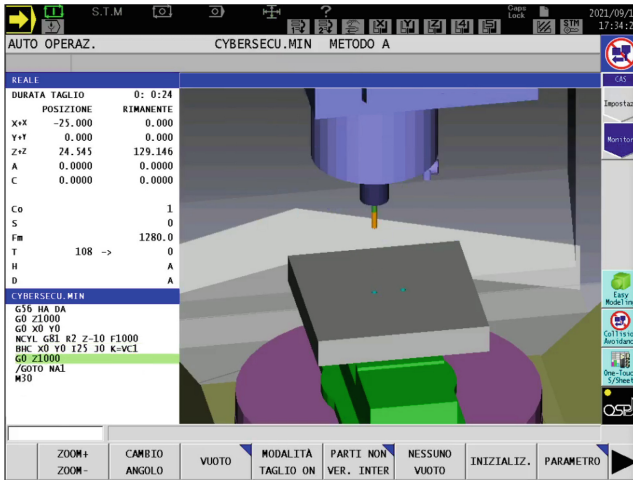 S.T.M
?
Caps
Lock
STM
2021/09/1
17:34:2
AUTO OPERAZ. CYBERSECU.MIN METODO A
REALE
DURATA TAGLIO 0: 0:24
POSIZIONE RIMANENTE
X+X -25.000 0.000
Y+Y 0.000 0.000
Z+Z 24.545 129.146
A 0.0000 0.0000
C 0.0000 0.0000
Co 1
S 0
Fm 1280.0
T 108 -> 0
H A
D A
CYBERSECU.MIN
G56 HA DA
G0 Z1000
G0 X0 Y0
NCYL G81 R2 Z-10 F1000
BHC X0 Y0 I25 J0 K=VC1
G0 Z1000
/GOTO NA1
M30
CAS
Impostaz
Monitor
Easy
Modelin
Collisio
Avoidanc
One-Touc
S/Sheet
OSP
ZOOM+
ZOOM-
CAMBIO
ANGOLO
VUOTO
MODALITÀ
TAGLIO ON
PARTI NON
VER. INTER
NESSUNO
VUOTO
INIZIALIZ.
PARAMETRO